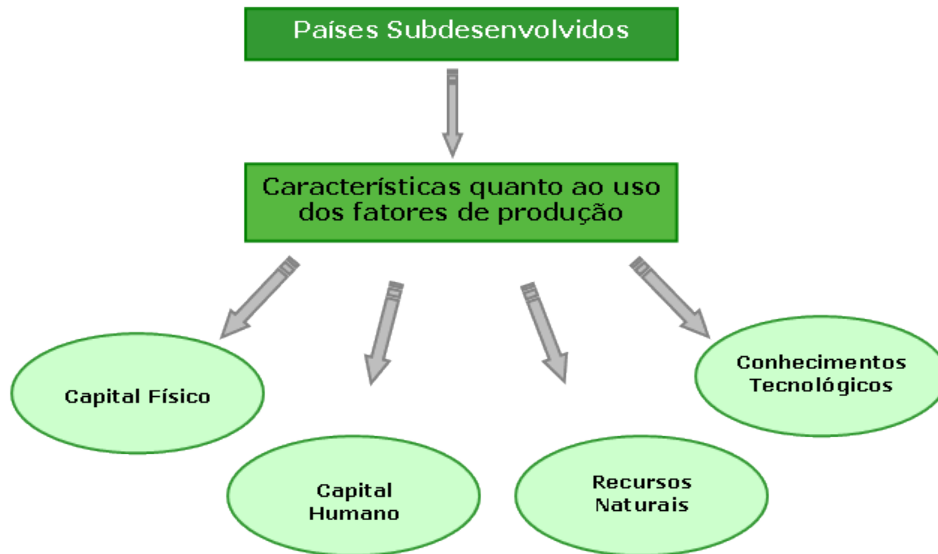 Países Subdesenvolvidos
Características quanto ao uso
dos fatores de produção
Capital Físico
Capital
Humano
Recursos
Naturais
Conhecimentos
Tecnológicos